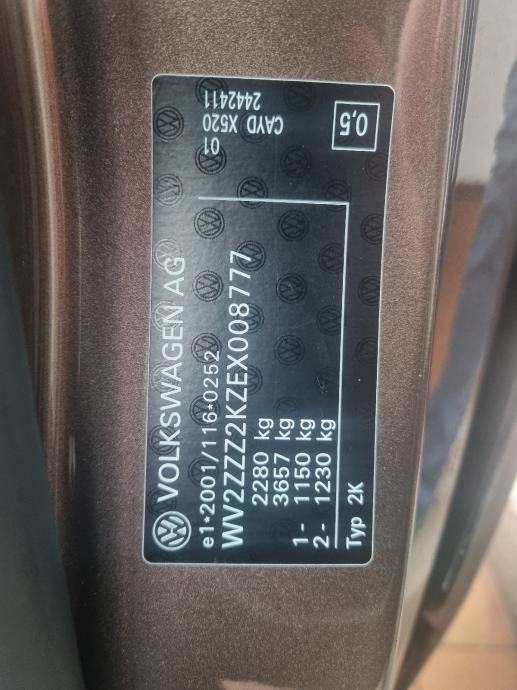 VOLKSWAGEN AG
e1*2001/116*0252
WV2ZZZ2KZEX008777
2280 kg
3657 kg
1- 1150 kg
2- 1230 kg
Typ 2K
01
CAYD X520
2442411
0,5